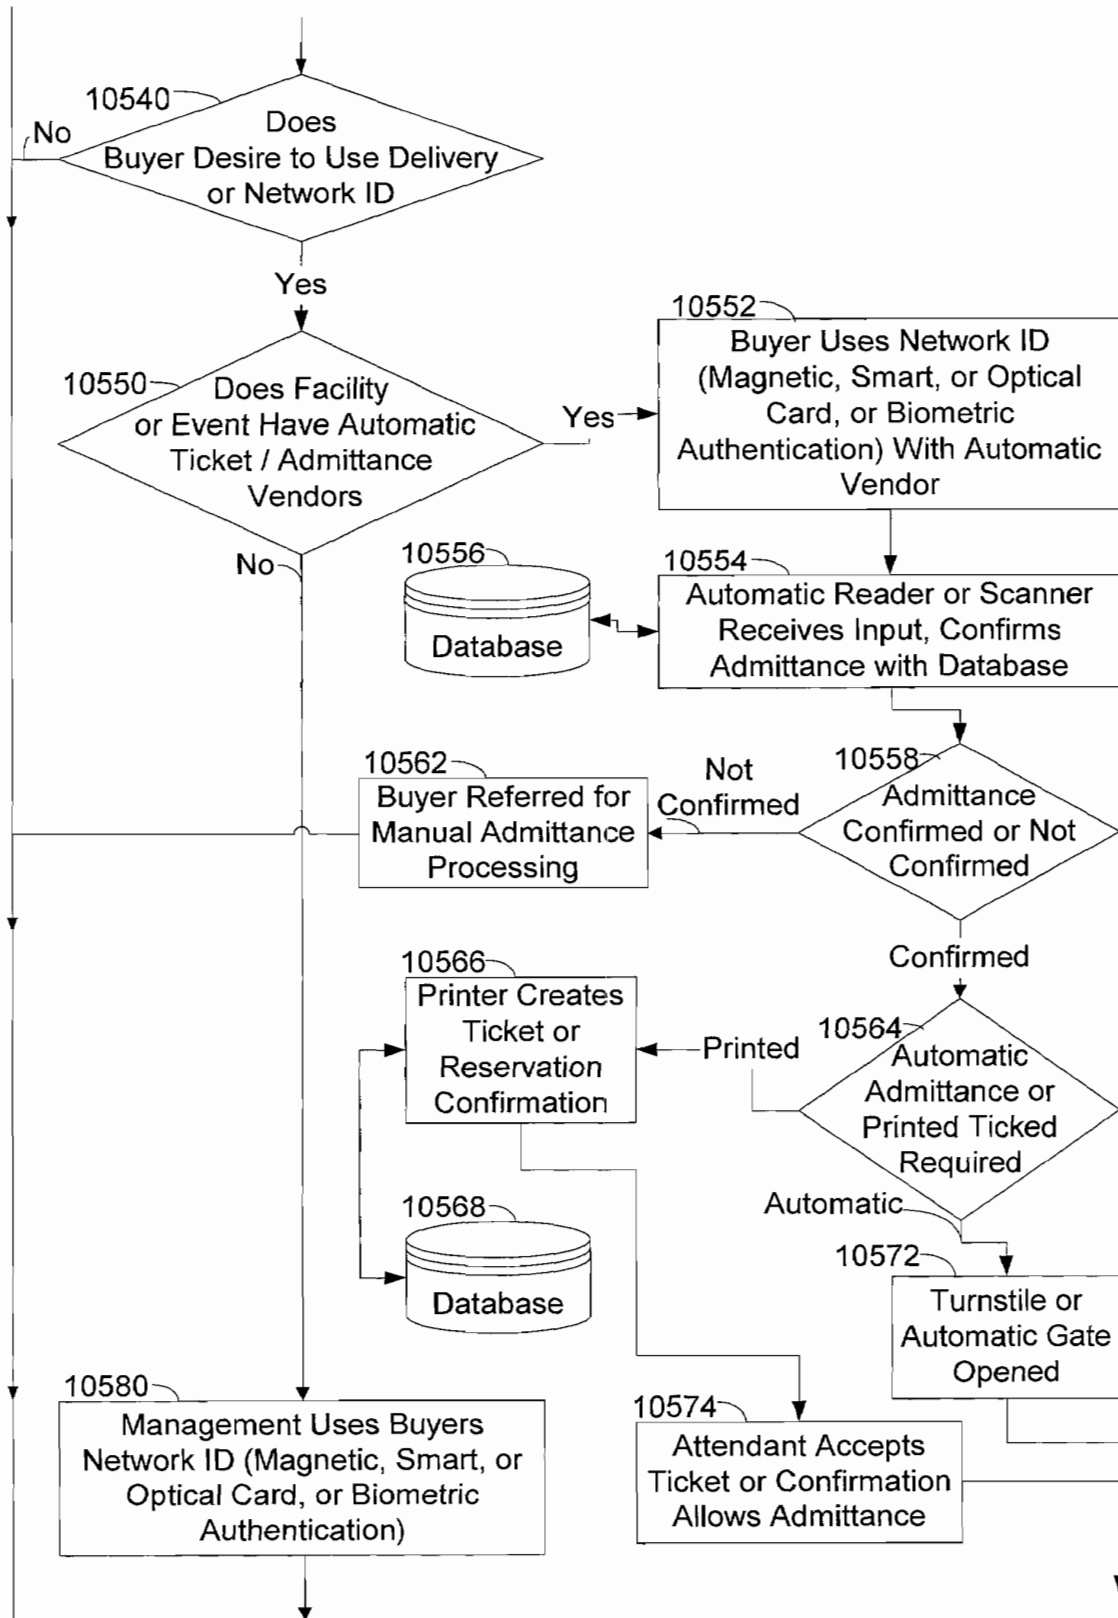 10540
No
Does
Buyer Desire to Use Delivery
or Network ID
Yes
10550
Does Facility
or Event Have Automatic
Ticket / Admittance
Vendors
Yes
No
10552
Buyer Uses Network ID
(Magnetic, Smart, or Optical
Card, or Biometric
Authentication) With Automatic
Vendor
10556
Database
10554
Automatic Reader or Scanner
Receives Input, Confirms
Admittance with Database
10558
Admittance
Confirmed or Not
Confirmed
Not
Confirmed
10562
Buyer Referred for
Manual Admittance
Processing
Confirmed
10564
Automatic
Admittance or
Printed Ticked
Required
Printed
10566
Printer Creates
Ticket or
Reservation
Confirmation
10568
Database
Automatic
10572
Turnstile or
Automatic Gate
Opened
10574
Attendant Accepts
Ticket or Confirmation
Allows Admittance
10580
Management Uses Buyers
Network ID (Magnetic, Smart, or
Optical Card, or Biometric
Authentication)